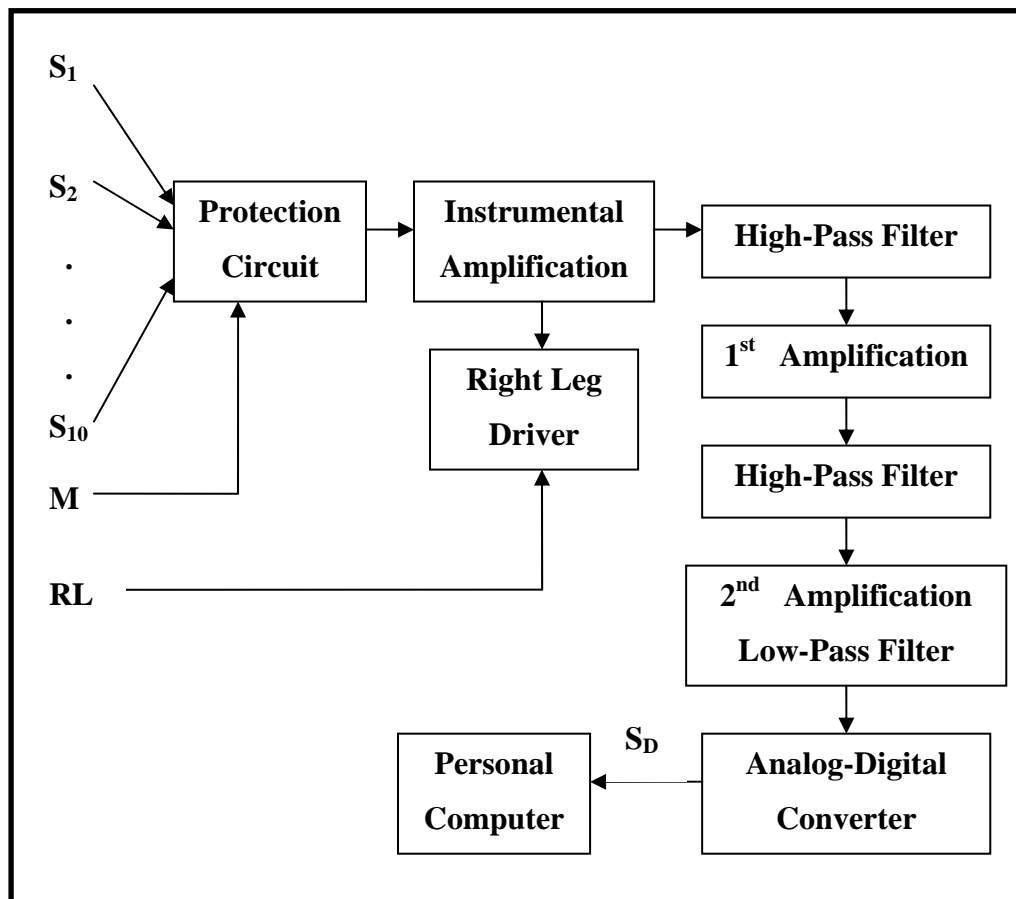 S1
S2
.
.
.
S10
M
RL
Protection
Circuit
Instrumental
Amplification
Right Leg
Driver
High-Pass Filter
1st Amplification
High-Pass Filter
2nd Amplification
Low-Pass Filter
Analog-Digital
Converter
SD
Personal
Computer